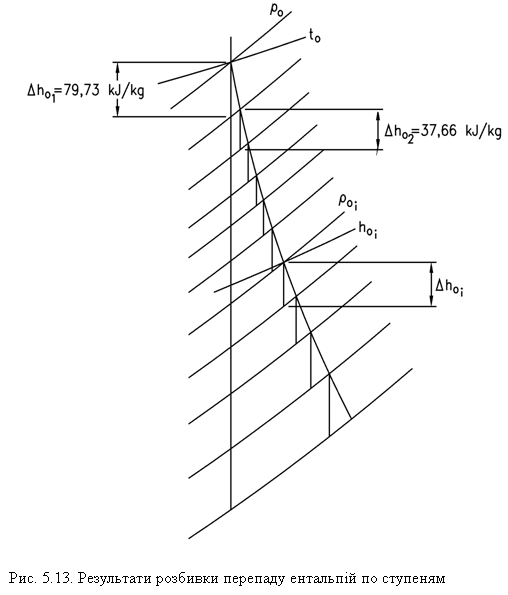 p₀
t₀
Δh₀₁=79,73 kJ/kg
Δh₀₂=37,66 kJ/kg
p₀ᵢ
h₀ᵢ
Δh₀ᵢ
Рис. 5.13. Результати розбивки перепаду ентальпій по ступеням